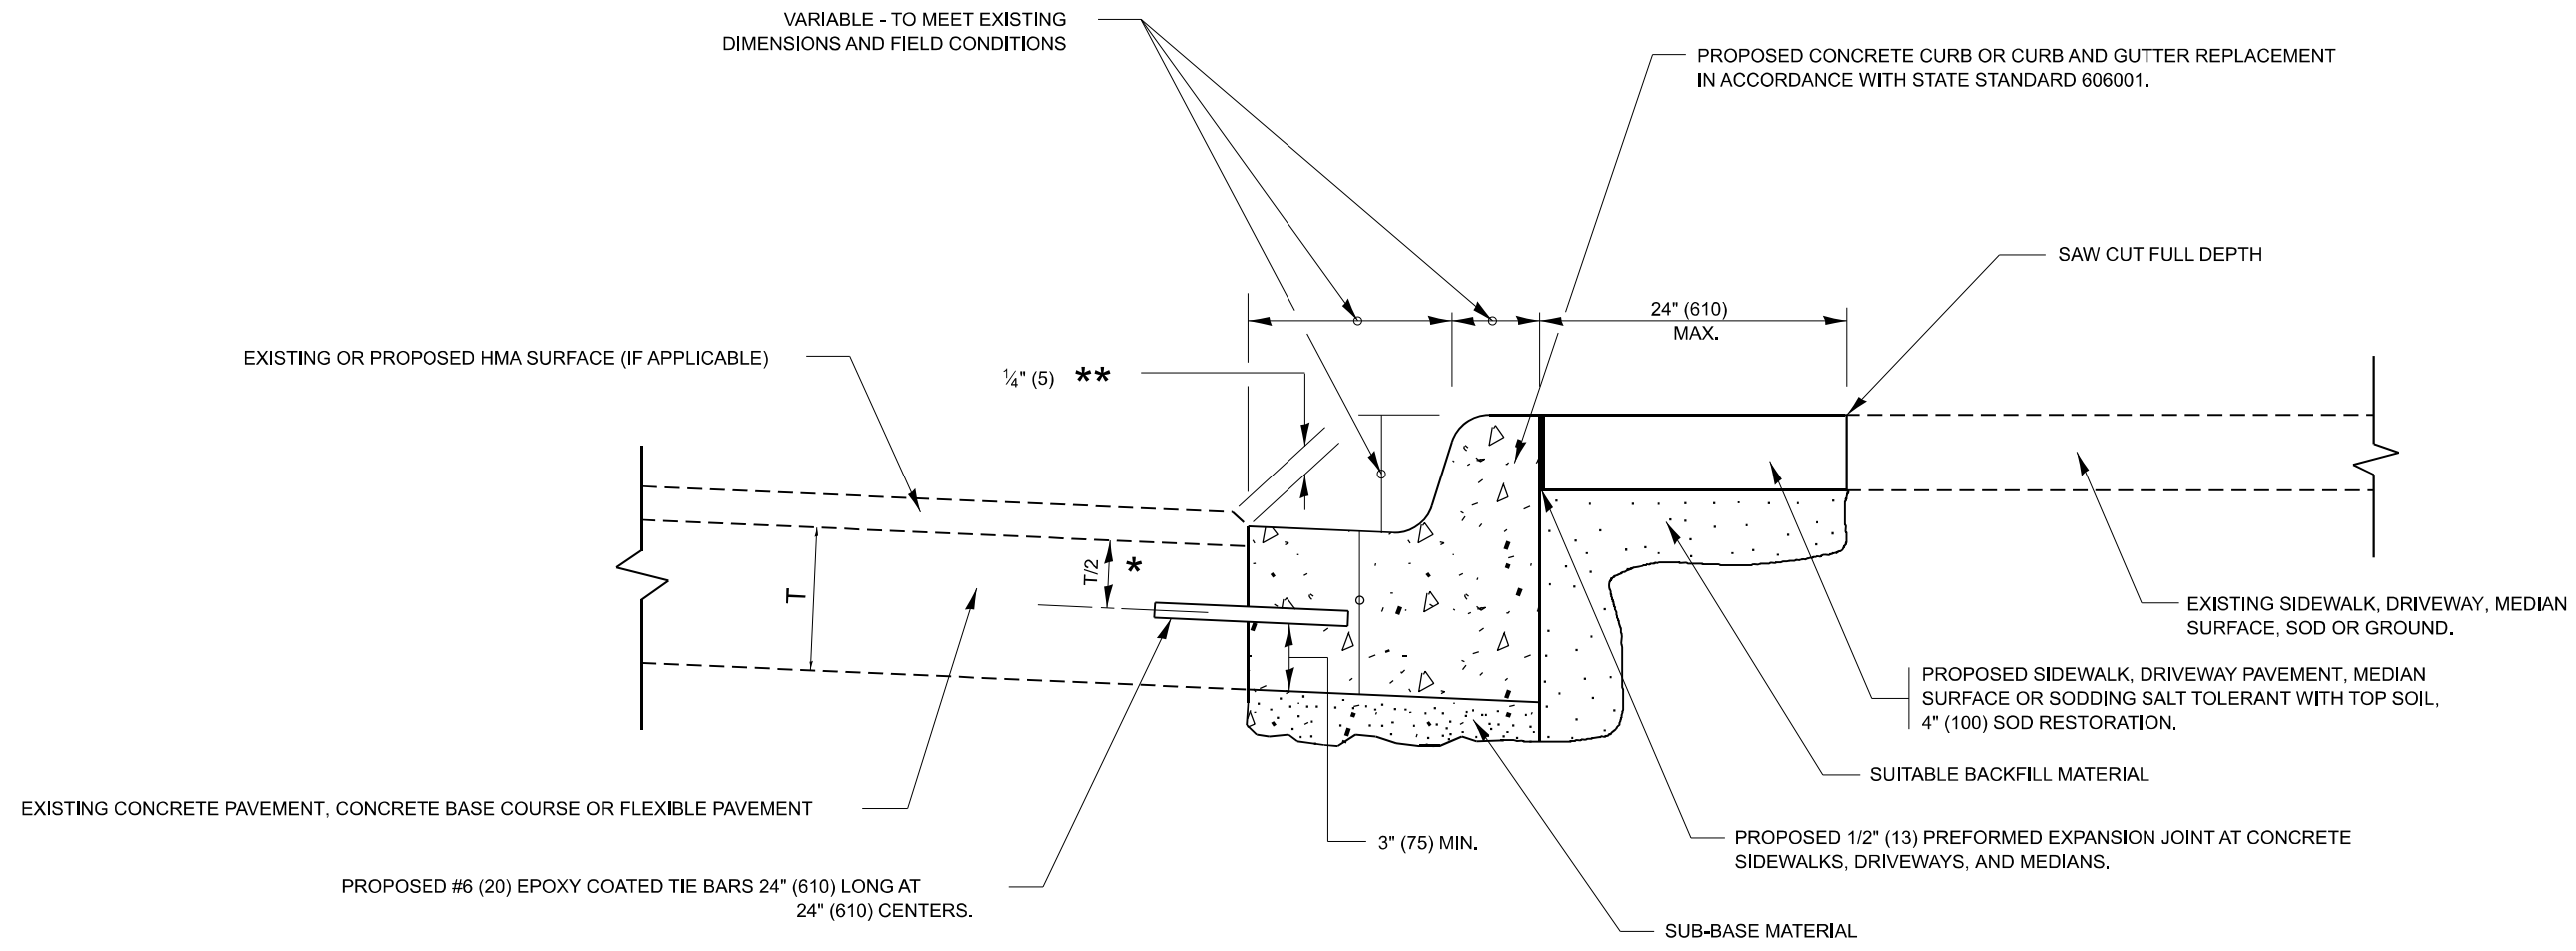 VARIABLE - TO MEET EXISTING
DIMENSIONS AND FIELD CONDITIONS
PROPOSED CONCRETE CURB OR CURB AND GUTTER REPLACEMENT
IN ACCORDANCE WITH STATE STANDARD 606001.
SAW CUT FULL DEPTH
24" (610)
MAX.
EXISTING OR PROPOSED HMA SURFACE (IF APPLICABLE)
¼" (5) **
T/2 *
T
EXISTING SIDEWALK, DRIVEWAY, MEDIAN
SURFACE, SOD OR GROUND.
PROPOSED SIDEWALK, DRIVEWAY PAVEMENT, MEDIAN
SURFACE OR SODDING SALT TOLERANT WITH TOP SOIL,
4" (100) SOD RESTORATION.
SUITABLE BACKFILL MATERIAL
EXISTING CONCRETE PAVEMENT, CONCRETE BASE COURSE OR FLEXIBLE PAVEMENT
3" (75) MIN.
PROPOSED 1/2" (13) PREFORMED EXPANSION JOINT AT CONCRETE
SIDEWALKS, DRIVEWAYS, AND MEDIANS.
PROPOSED #6 (20) EPOXY COATED TIE BARS 24" (610) LONG AT
24" (610) CENTERS.
SUB-BASE MATERIAL